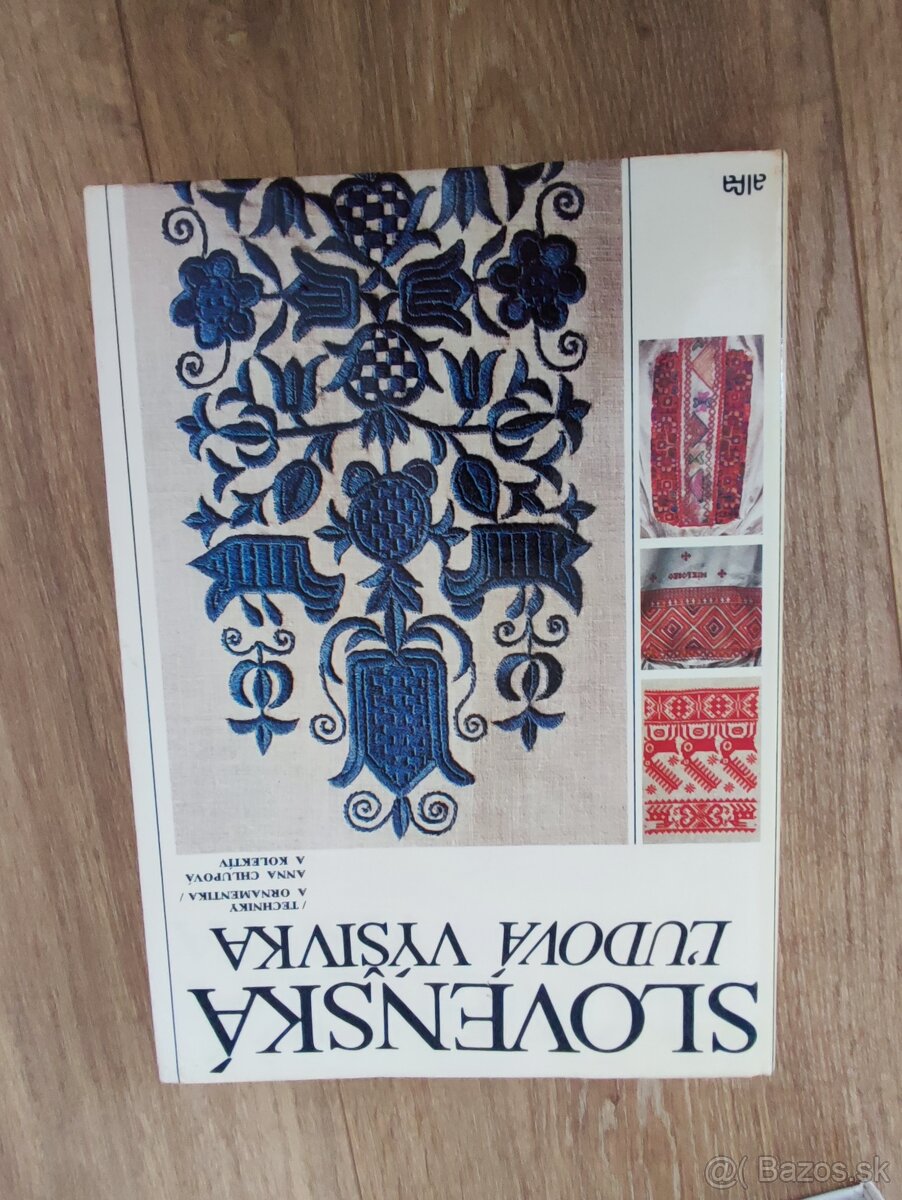 SLOVENSKÁ
ĽUDOVÁ VÝŠIVKA
/TECHNIKY
A ORNAMENTIKA/
ANNA CHLUPOVÁ
A KOLEKTÍV
alfa
@( Bazos.sk